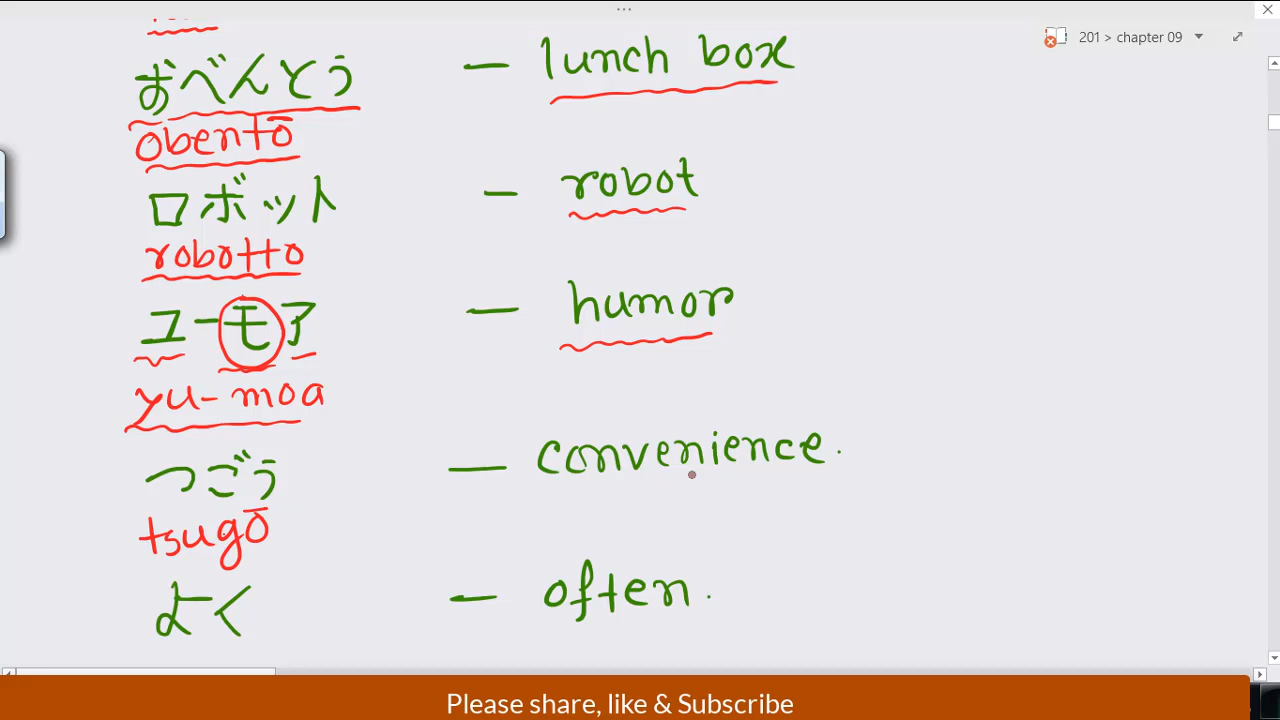 201 > chapter 09
おべんとう — lunch box
obentō
ロボット — robot
robotto
ユーモア — humor
yu-moa
つごう — convenience.
tsugō
よく — often.
Please share, like & Subscribe